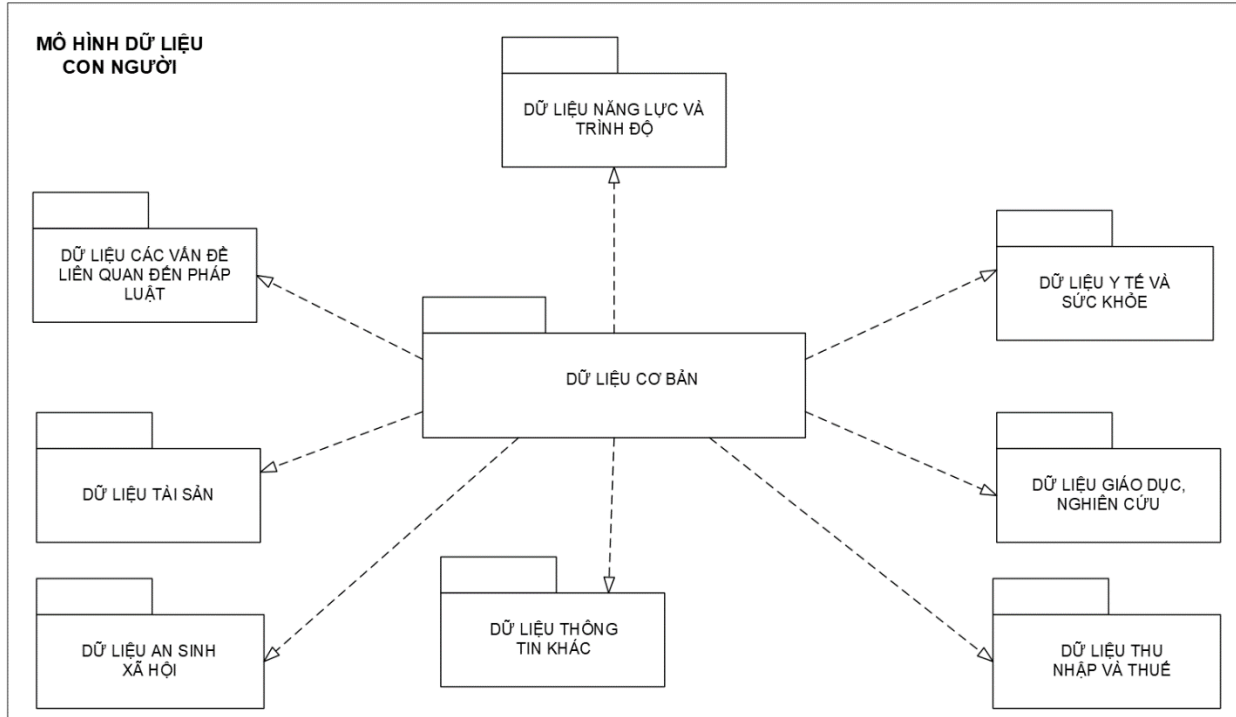 MÔ HÌNH DỮ LIỆU
CON NGƯỜI
DỮ LIỆU NĂNG LỰC VÀ
TRÌNH ĐỘ
DỮ LIỆU CÁC VẤN ĐỀ
LIÊN QUAN ĐẾN PHÁP
LUẬT
DỮ LIỆU Y TẾ VÀ
SỨC KHỎE
DỮ LIỆU CƠ BẢN
DỮ LIỆU TÀI SẢN
DỮ LIỆU GIÁO DỤC,
NGHIÊN CỨU
DỮ LIỆU AN SINH
XÃ HỘI
DỮ LIỆU THÔNG
TIN KHÁC
DỮ LIỆU THU
NHẬP VÀ THUẾ